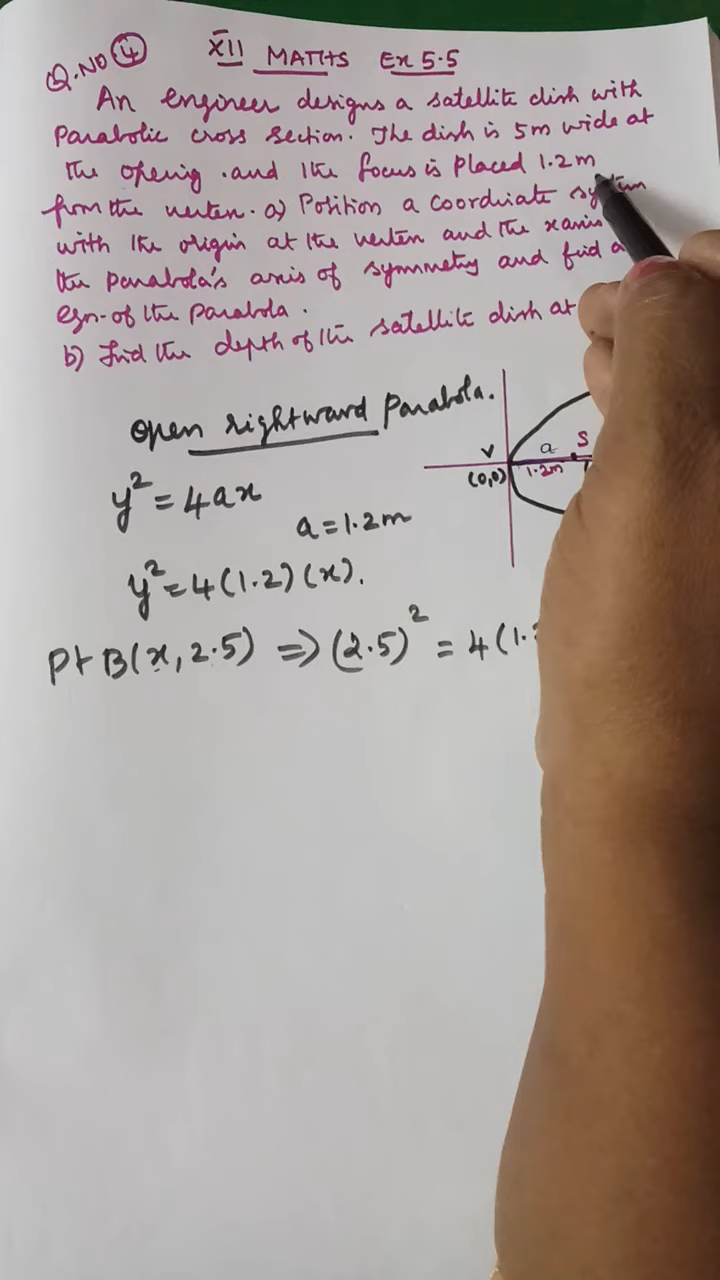 Q.NO 4 XII MATHS Ex 5.5
An engineer designs a satellite dish with
Parabolic cross section. The dish is 5m wide at
the opening .and the focus is placed 1.2m
from the vertex. a) Position a coordinate system
with the origin at the vertex and the xaxis
the parabola's axis of symmetry and find a
eqn. of the parabola.
b) Find the depth of the satellite dish at
open rightward parabola.
y² = 4ax
a = 1.2m
y² = 4(1.2)(x).
Pt B(x, 2.5) ⇒ (2.5)² = 4(1.
V
a
S
1.2m
(0,0)